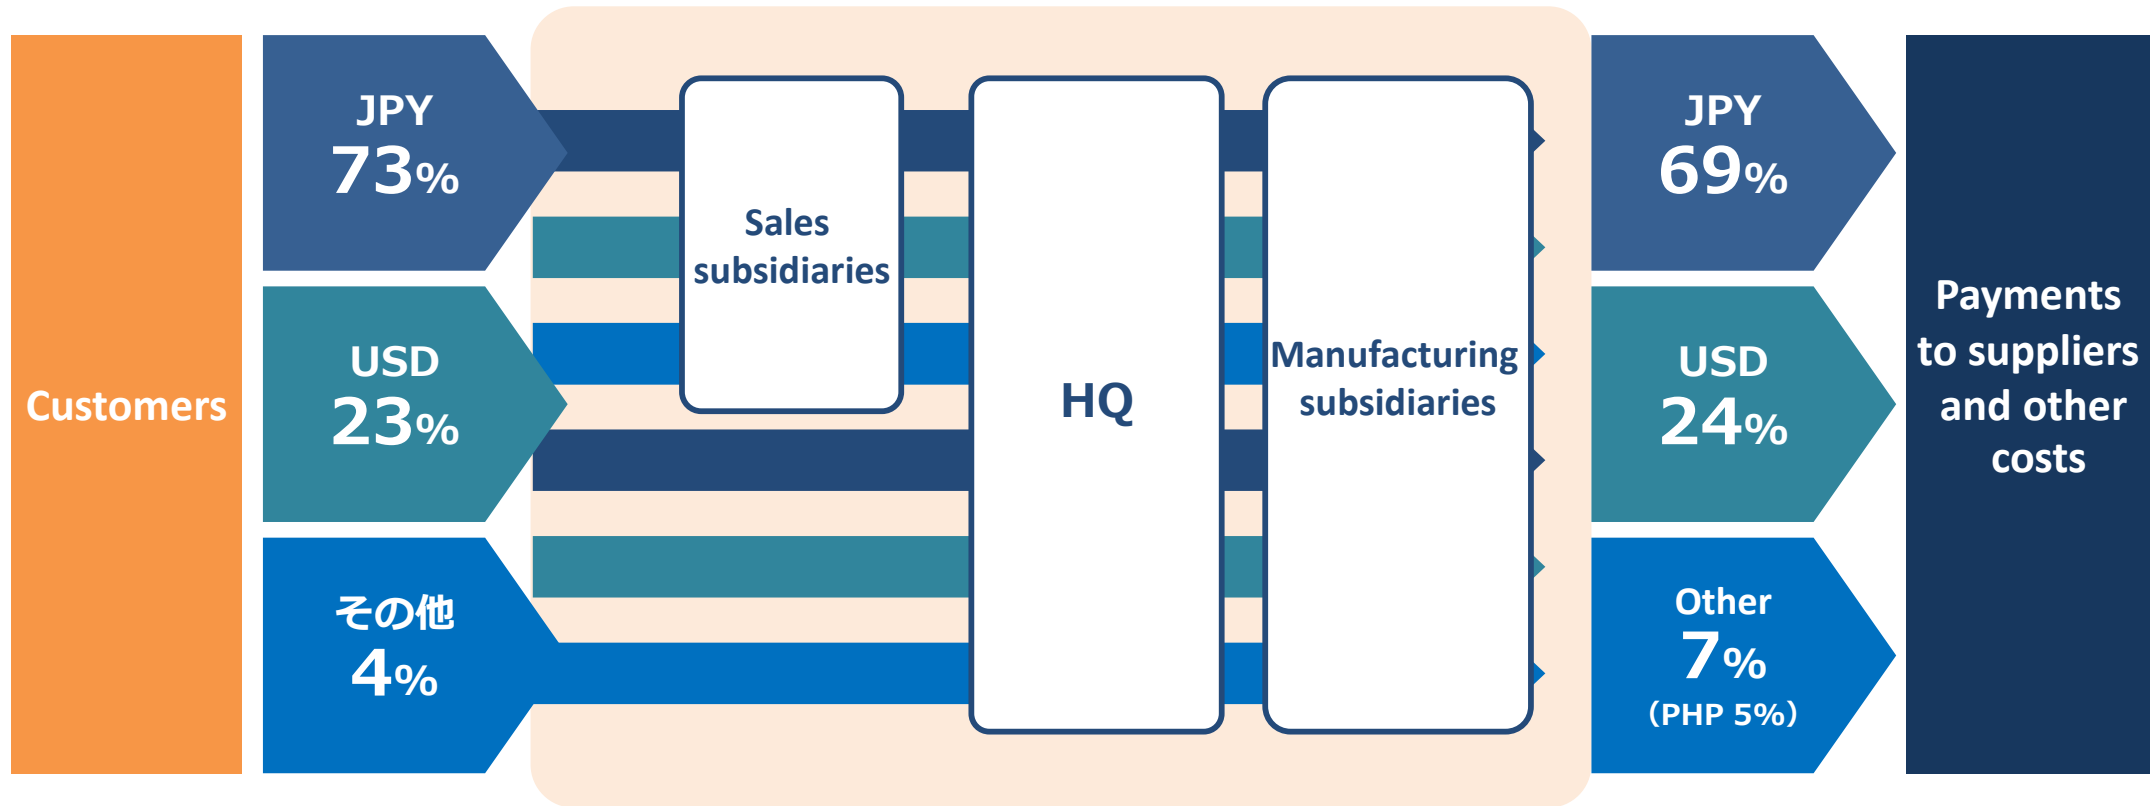 Customers
JPY
73%
USD
23%
その他
4%
Sales
subsidiaries
HQ
Manufacturing
subsidiaries
JPY
69%
USD
24%
Other
7%
（PHP 5%）
Payments
to suppliers
and other
costs